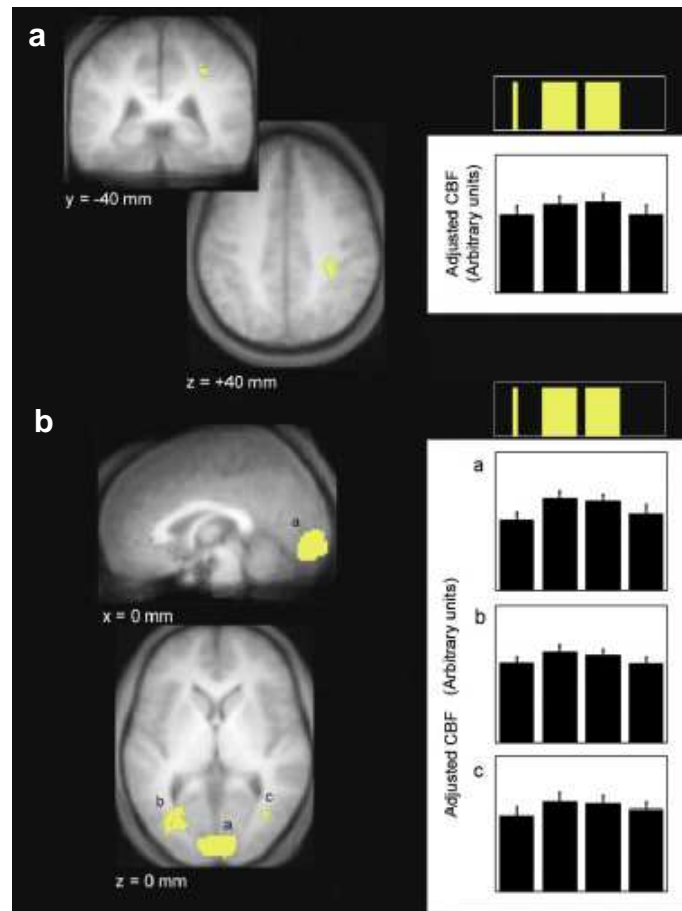 a
y = -40 mm
z = +40 mm
Adjusted CBF
(Arbitrary units)
b
a
x = 0 mm
b
c
a
z = 0 mm
a
b
c
Adjusted CBF (Arbitrary units)